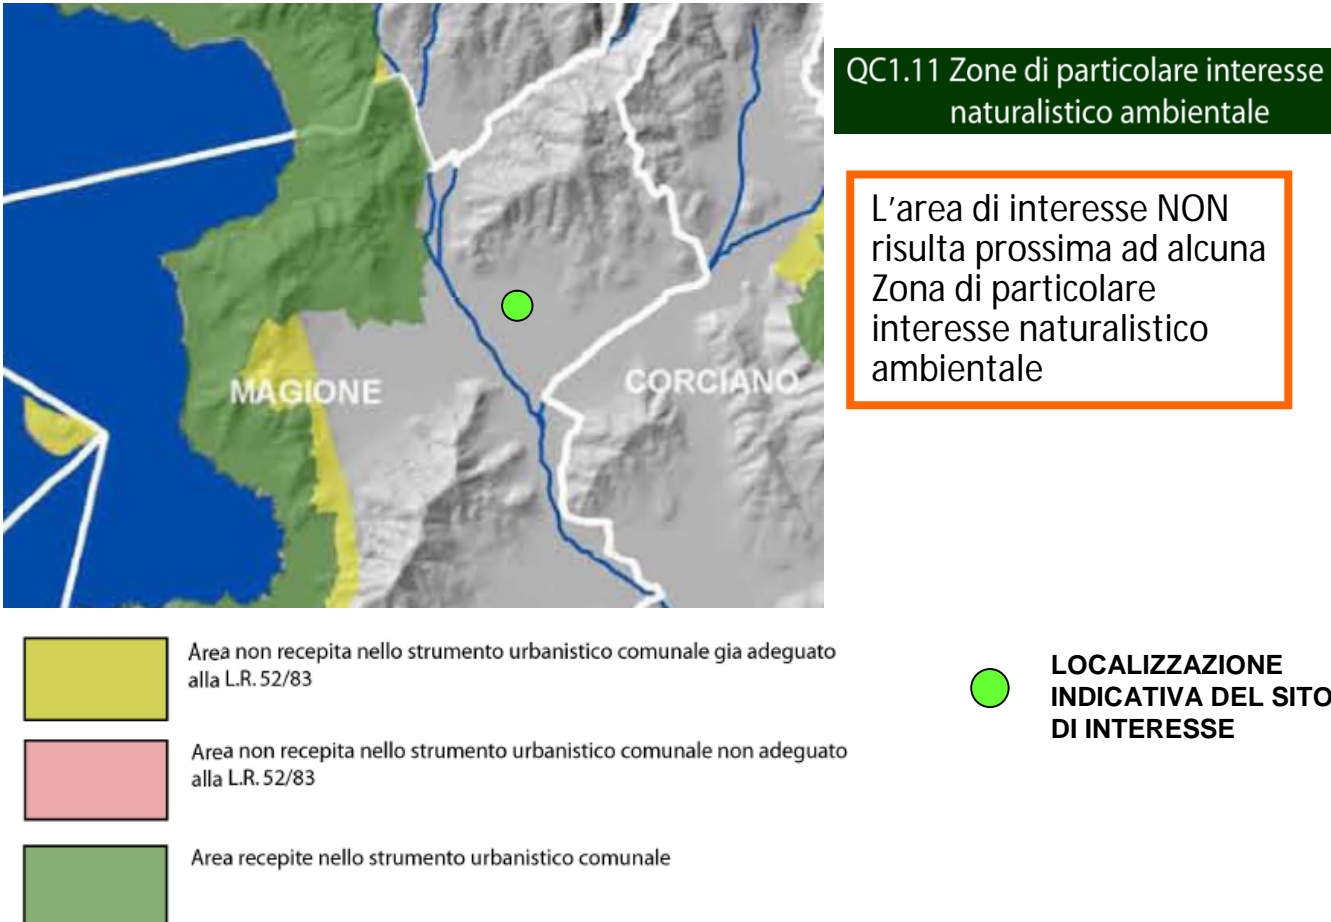 QC1.11 Zone di particolare interesse
naturalistico ambientale
L'area di interesse NON
risulta prossima ad alcuna
Zona di particolare
interesse naturalistico
ambientale
MAGIONE
CORCIANO
Area non recepita nello strumento urbanistico comunale gia adeguato
alla L.R. 52/83
Area non recepita nello strumento urbanistico comunale non adeguato
alla L.R. 52/83
Area recepite nello strumento urbanistico comunale
LOCALIZZAZIONE
INDICATIVA DEL SITO
DI INTERESSE